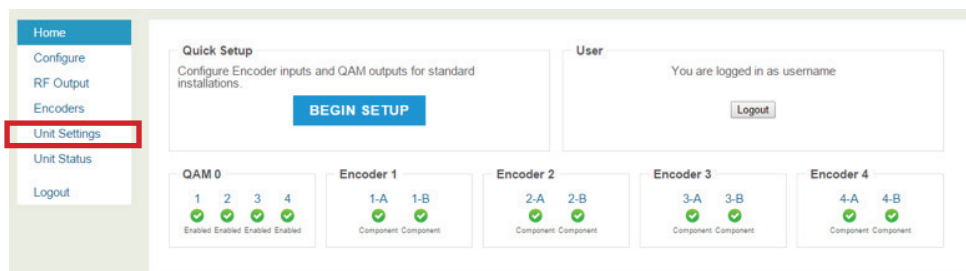 Home
Configure
RF Output
Encoders
Unit Settings
Unit Status
Logout
Quick Setup
Configure Encoder inputs and QAM outputs for standard
installations.
BEGIN SETUP
User
You are logged in as username
Logout
QAM 0
1 2 3 4
Enabled Enabled Enabled Enabled
Encoder 1
1-A 1-B
Component Component
Encoder 2
2-A 2-B
Component Component
Encoder 3
3-A 3-B
Component Component
Encoder 4
4-A 4-B
Component Component